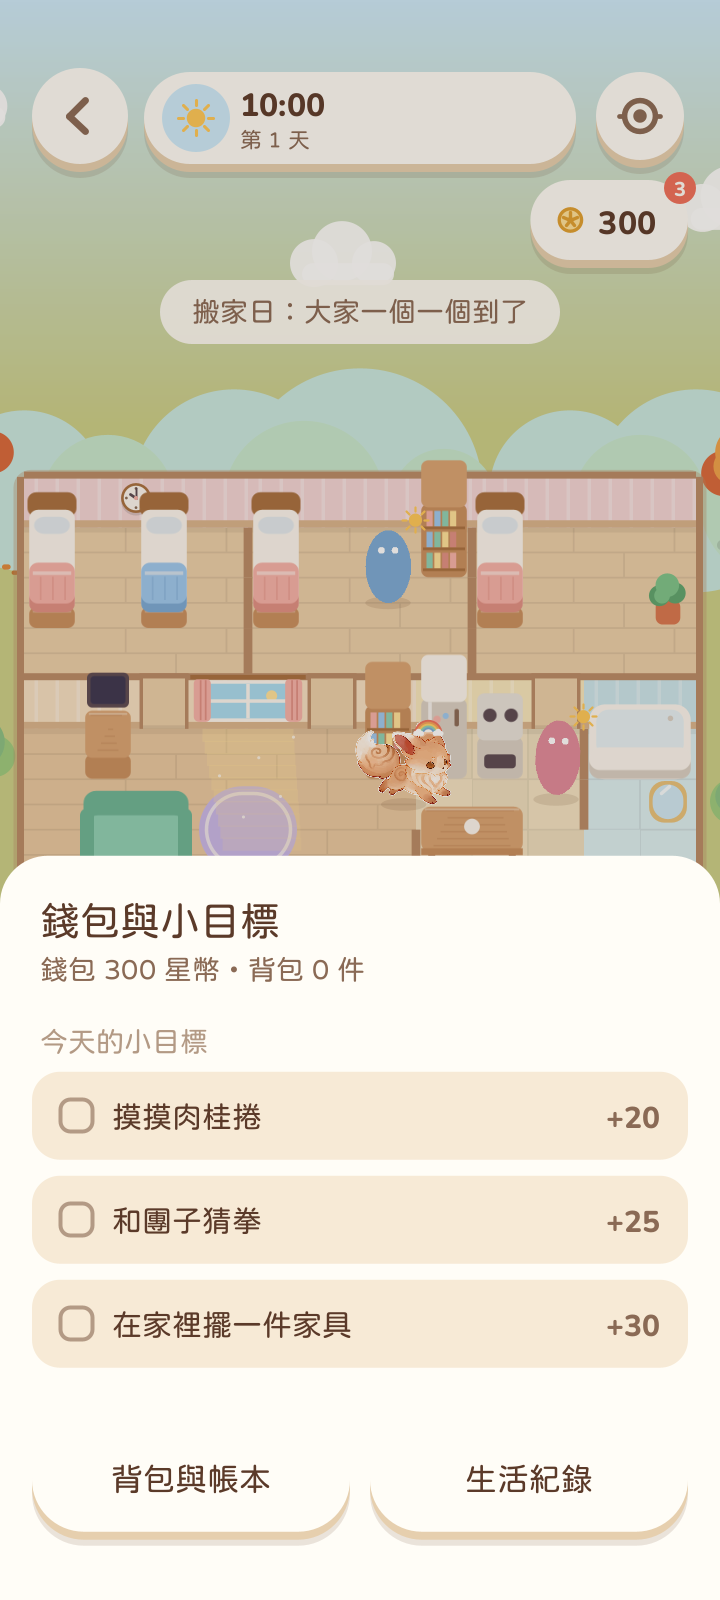 10:00
第 1 天
3
300
搬家日：大家一個一個到了
錢包與小目標
錢包 300 星幣・背包 0 件
今天的小目標
摸摸肉桂捲 +20
和團子猜拳 +25
在家裡擺一件家具 +30
背包與帳本
生活紀錄